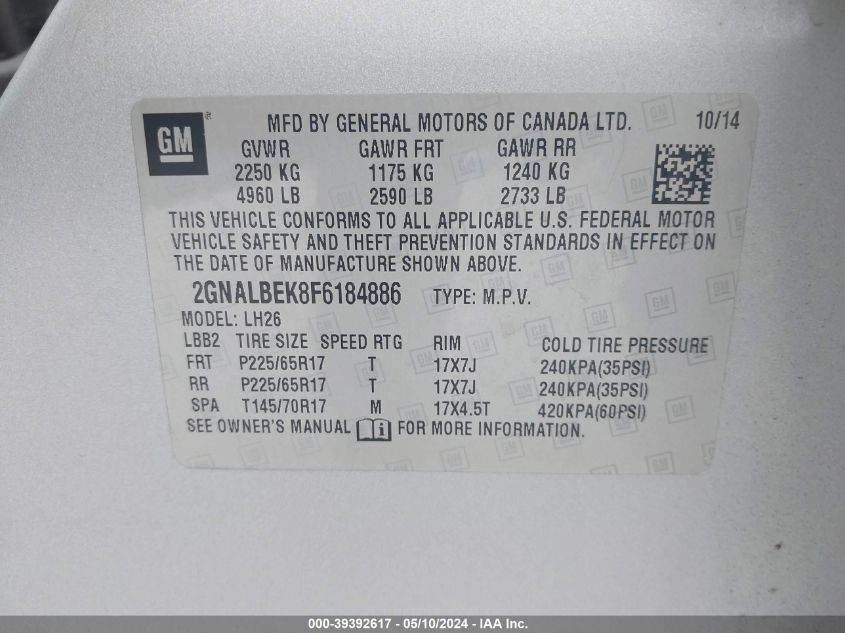 GM ® MFD BY GENERAL MOTORS OF CANADA LTD. 10/14
GVWR GAWR FRT GAWR RR
2250 KG 1175 KG 1240 KG
4960 LB 2590 LB 2733 LB
THIS VEHICLE CONFORMS TO ALL APPLICABLE U.S. FEDERAL MOTOR
VEHICLE SAFETY AND THEFT PREVENTION STANDARDS IN EFFECT ON
THE DATE OF MANUFACTURE SHOWN ABOVE.
2GNALBEK8F6184886 TYPE: M.P.V.
MODEL: LH26
LBB2 TIRE SIZE SPEED RTG RIM COLD TIRE PRESSURE
FRT P225/65R17 T 17X7J 240KPA(35PSI)
RR P225/65R17 T 17X7J 240KPA(35PSI)
SPA T145/70R17 M 17X4.5T 420KPA(60PSI)
SEE OWNER'S MANUAL i FOR MORE INFORMATION.
000-39392617 - 05/10/2024 - IAA Inc.